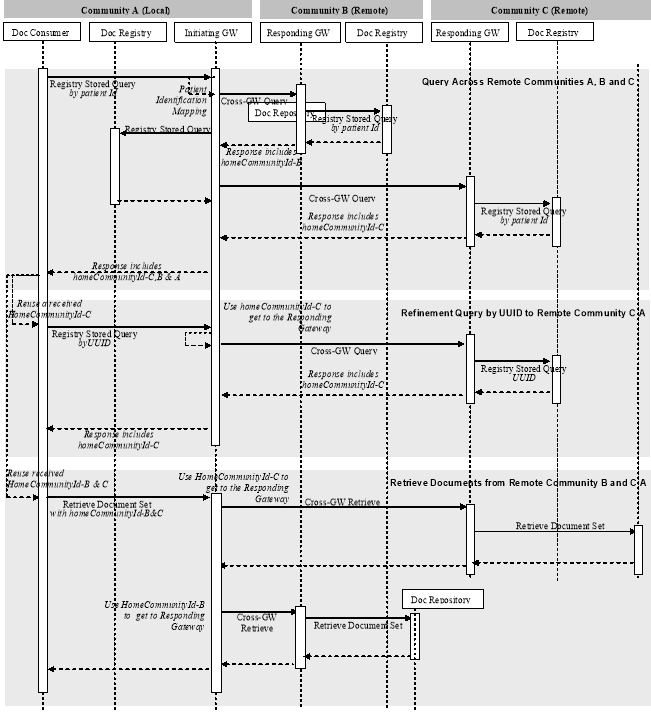 Community A (Local)
Community B (Remote)
Community C (Remote)
Doc Consumer
Doc Registry
Initiating GW
Responding GW
Doc Registry
Responding GW
Doc Registry
Query Across Remote Communities A, B and C
Registry Stored Query
by patient Id
Patient
Identification
Mapping
Cross-GW Query
Doc Repository
Registry Stored Query
by patient Id
Registry Stored Query
Response includes
homeCommunityId-B
Cross-GW Query
Registry Stored Query
by patient Id
Response includes
homeCommunityId-C
Response includes
homeCommunityId-C,B & A
Reuse a received
HomeCommunityId-C
Use homeCommunityId-C to
get to the Responding
Gateway
Refinement Query by UUID to Remote Community C A
Registry Stored Query
byUUID
Cross-GW Query
Registry Stored Query
UUID
Response includes
homeCommunityId-C
Response includes
homeCommunityId-C
Reuse received
HomeCommunityId-B & C
Use HomeCommunityId-C to
get to the Responding
Gateway
Retrieve Documents from Remote Community B and C A
Retrieve Document Set
with homeCommunityId-B&C
Cross-GW Retrieve
Retrieve Document Set
Doc Repository
Use HomeCommunityId-B
to get to Responding
Gateway
Cross-GW
Retrieve
Retrieve Document Set